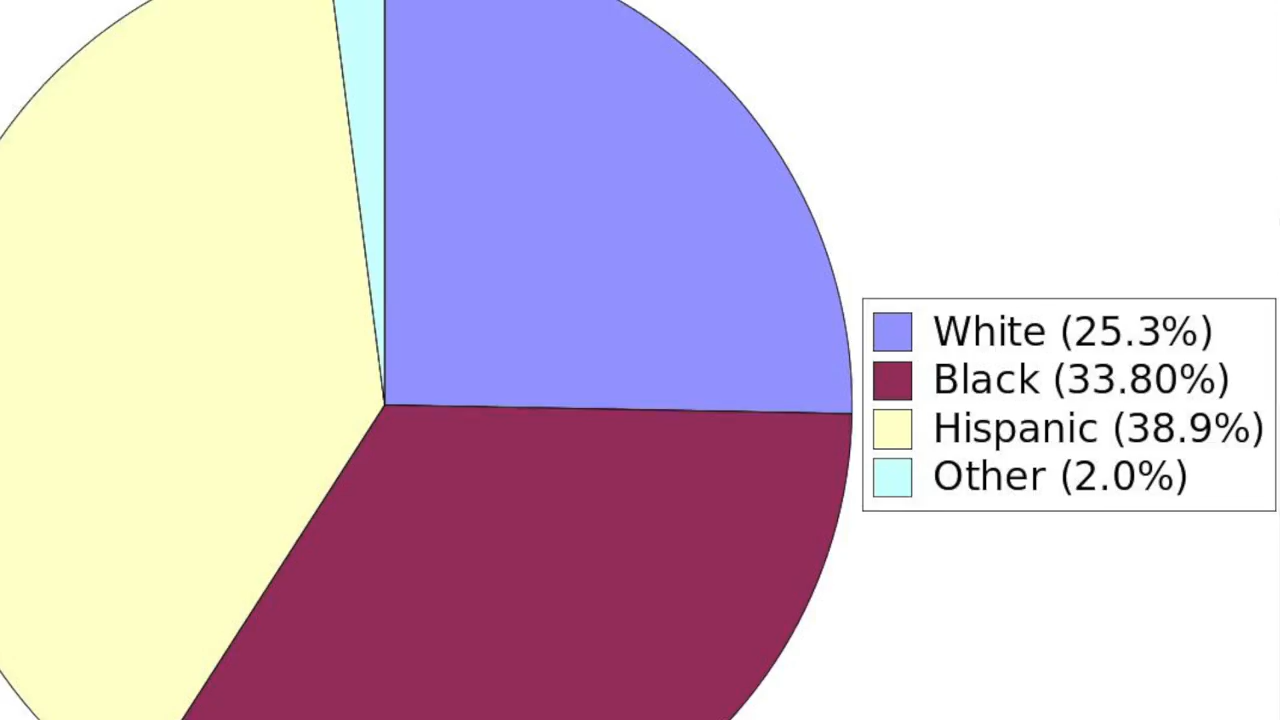 White (25.3%)
Black (33.80%)
Hispanic (38.9%)
Other (2.0%)